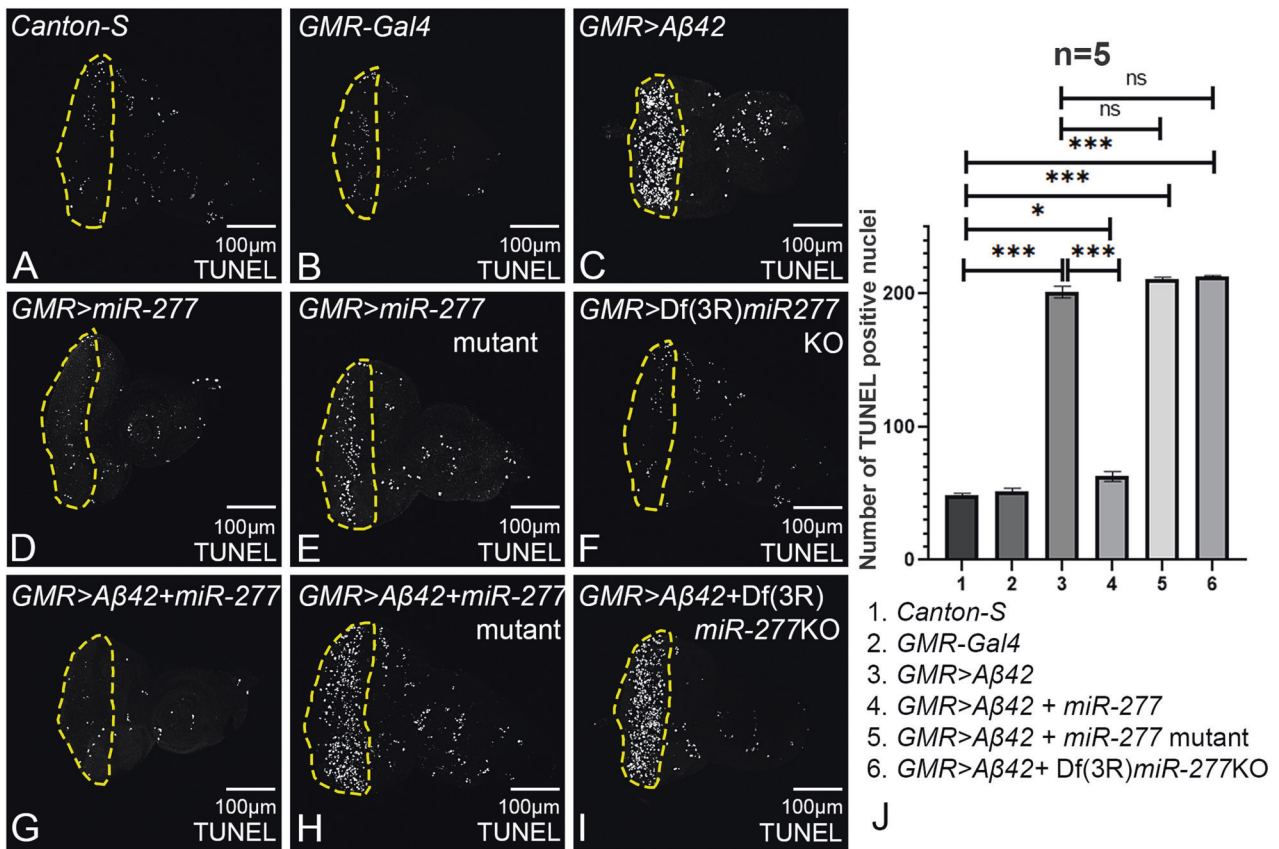 Canton-S
A
100µm
TUNEL
GMR-Gal4
B
100µm
TUNEL
GMR>Aβ42
C
100µm
TUNEL
GMR>miR-277
D
100µm
TUNEL
GMR>miR-277
mutant
E
100µm
TUNEL
GMR>Df(3R)miR277
KO
F
100µm
TUNEL
GMR>Aβ42+miR-277
G
100µm
TUNEL
GMR>Aβ42+miR-277
mutant
H
100µm
TUNEL
GMR>Aβ42+Df(3R)
miR-277KO
I
100µm
TUNEL
n=5
ns
ns
***
***
*
*** ***
Number of TUNEL positive nuclei
200
100
0
1 2 3 4 5 6
1. Canton-S
2. GMR-Gal4
3. GMR>Aβ42
4. GMR>Aβ42 + miR-277
5. GMR>Aβ42 + miR-277 mutant
6. GMR>Aβ42+ Df(3R)miR-277KO
J